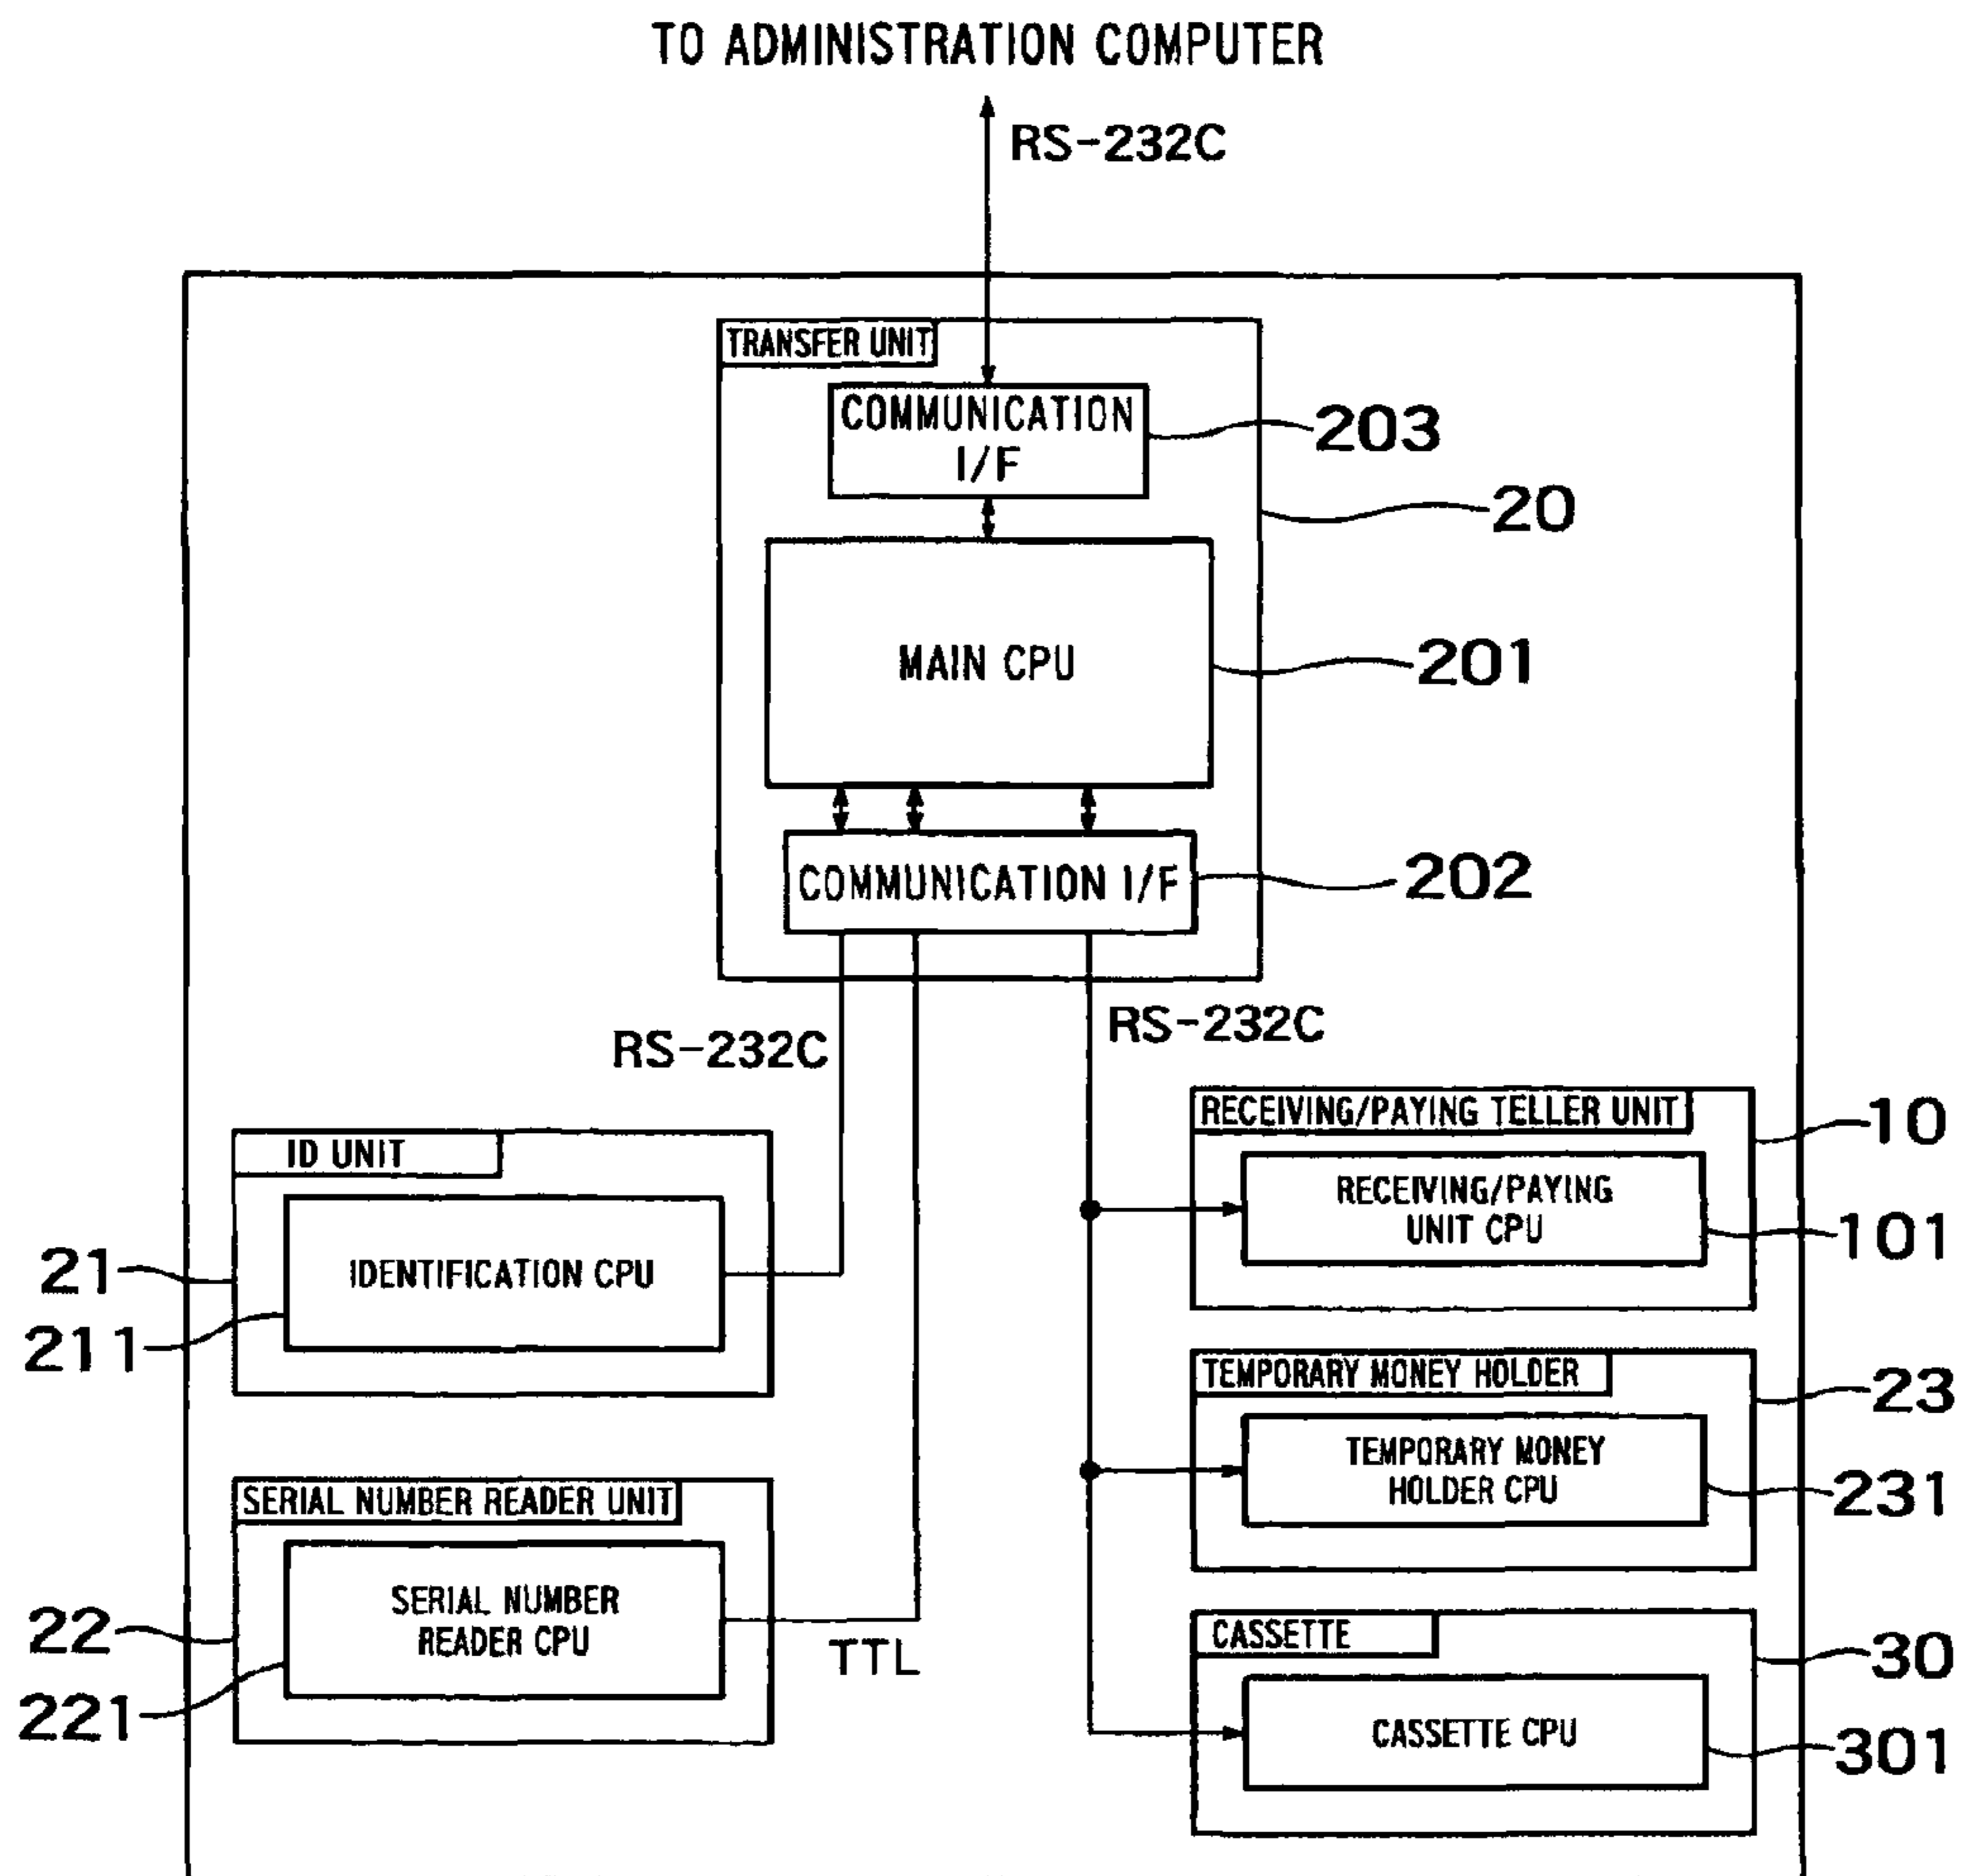 TO ADMINISTRATION COMPUTER
RS-232C
TRANSFER UNIT
COMMUNICATION
I/F
203
20
MAIN CPU
201
COMMUNICATION I/F
202
RS-232C
RS-232C
ID UNIT
IDENTIFICATION CPU
21
211
SERIAL NUMBER READER UNIT
SERIAL NUMBER
READER CPU
22
221
TTL
RECEIVING/PAYING TELLER UNIT
10
RECEIVING/PAYING
UNIT CPU
101
TEMPORARY MONEY HOLDER
23
TEMPORARY MONEY
HOLDER CPU
231
CASSETTE
30
CASSETTE CPU
301